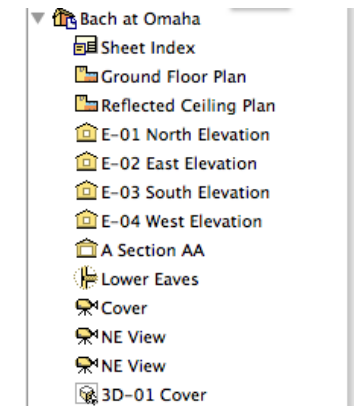 Bach at Omaha
Sheet Index
Ground Floor Plan
Reflected Ceiling Plan
E-01 North Elevation
E-02 East Elevation
E-03 South Elevation
E-04 West Elevation
A Section AA
Lower Eaves
Cover
NE View
NE View
3D-01 Cover